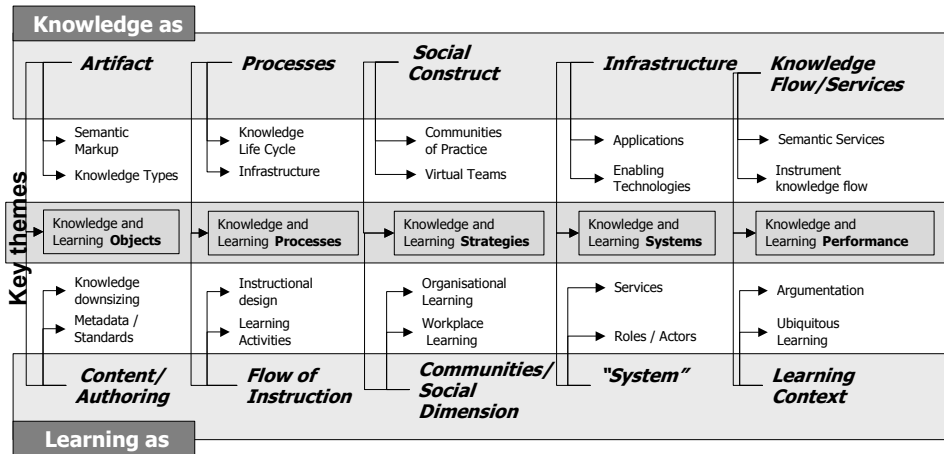 Knowledge as
Artifact
Processes
Social
Construct
Infrastructure
Knowledge
Flow/Services
Semantic
Markup
Knowledge Types
Knowledge
Life Cycle
Infrastructure
Communities
of Practice
Virtual Teams
Applications
Enabling
Technologies
Semantic Services
Instrument
knowledge flow
Key themes
Knowledge and
Learning Objects
Knowledge and
Learning Processes
Knowledge and
Learning Strategies
Knowledge and
Learning Systems
Knowledge and
Learning Performance
Knowledge
downsizing
Metadata /
Standards
Instructional
design
Learning
Activities
Organisational
Learning
Workplace
Learning
Services
Roles / Actors
Argumentation
Ubiquitous
Learning
Content/
Authoring
Flow of
Instruction
Communities/
Social
Dimension
“System”
Learning
Context
Learning as